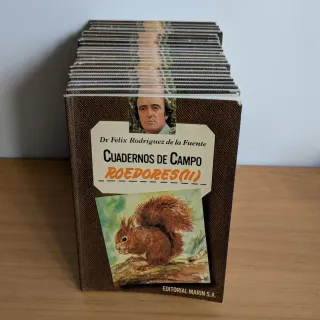 Dr Felix Rodriguez de la Fuente
CUADERNOS DE CAMPO
ROEDORES(II)
EDITORIAL MARIN S.A.